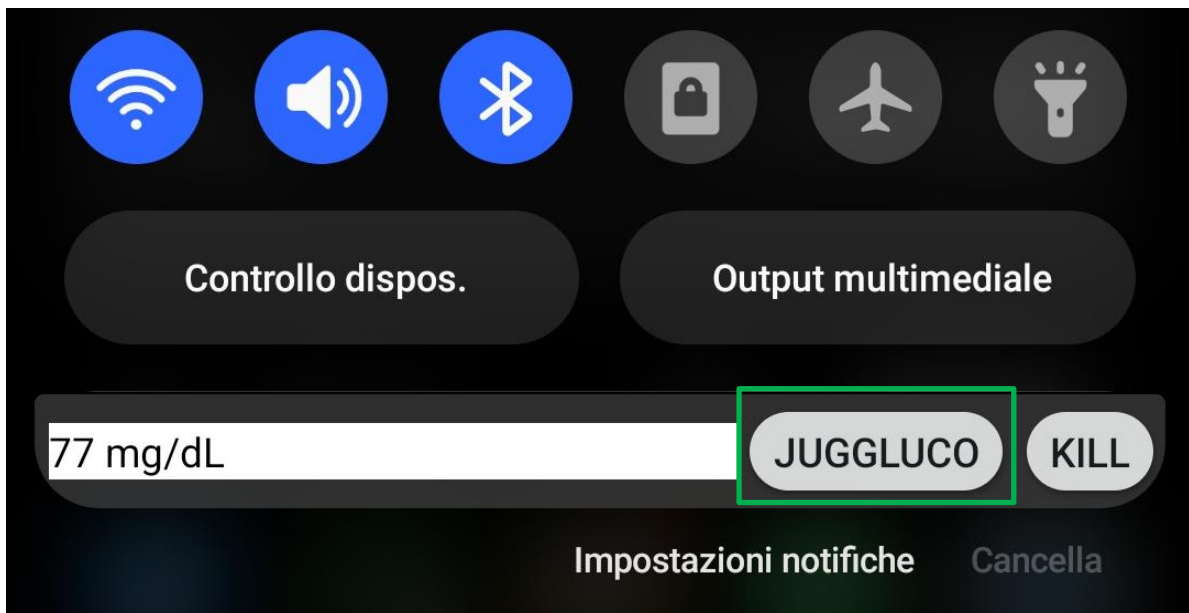 Controllo dispos.
Output multimediale
77 mg/dL
JUGGLUCO
KILL
Impostazioni notifiche
Cancella